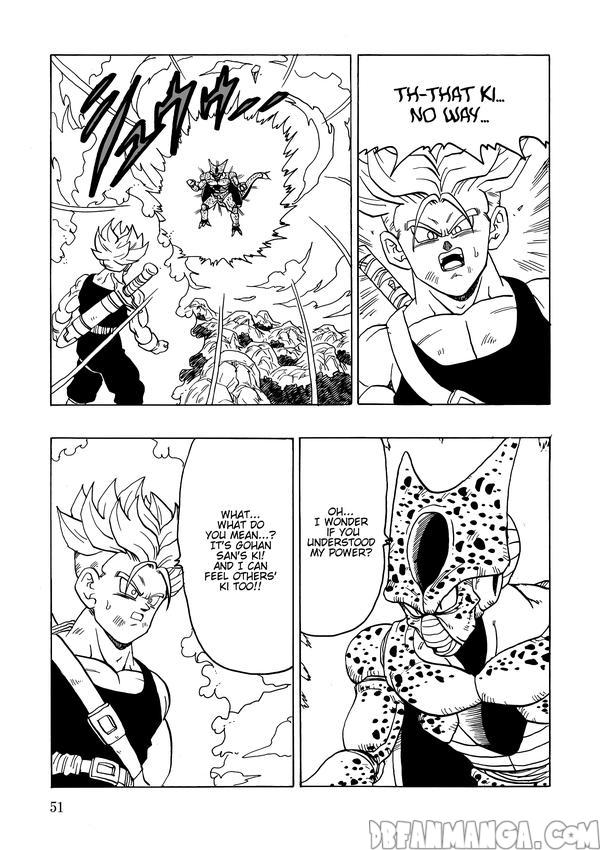 TH-THAT KI...
NO WAY...
シュウウ...
OH...
I WONDER
IF YOU
UNDERSTOOD
MY POWER?
WHAT...
WHAT DO
YOU MEAN...?
IT'S GOHAN
SAN'S KI!
AND I CAN
FEEL OTHERS'
KI TOO!!
51
DBFANMANGA.COM